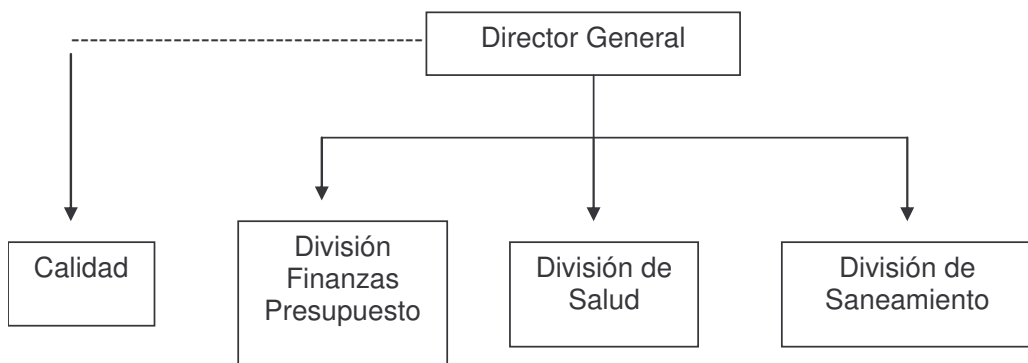 Director General
Calidad
División
Finanzas
Presupuesto
División de
Salud
División de
Saneamiento